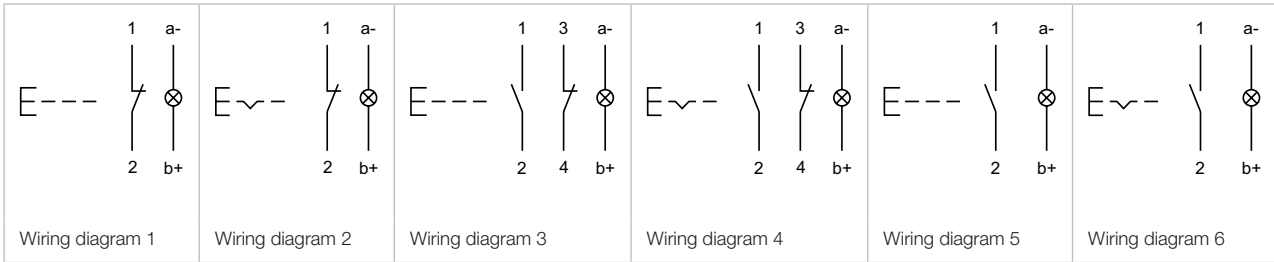 1 a- 1 a- 1 3 a- 1 3 a- 1 a- 1 a-
2 b+ 2 b+ 2 4 b+ 2 4 b+ 2 b+ 2 b+
Wiring diagram 1 Wiring diagram 2 Wiring diagram 3 Wiring diagram 4 Wiring diagram 5 Wiring diagram 6